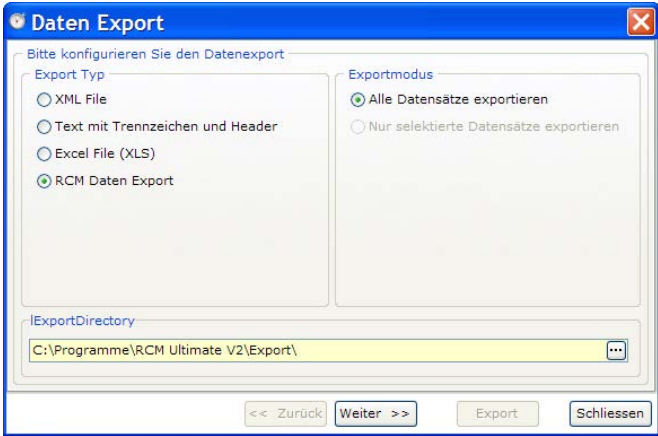 Daten Export
Bitte konfigurieren Sie den Datenexport
Export Typ
XML File
Text mit Trennzeichen und Header
Excel File (XLS)
RCM Daten Export
Exportmodus
Alle Datensätze exportieren
Nur selektierte Datensätze exportieren
lExportDirectory
C:\Programme\RCM Ultimate V2\Export\
...
<< Zurück
Weiter >>
Export
Schliessen